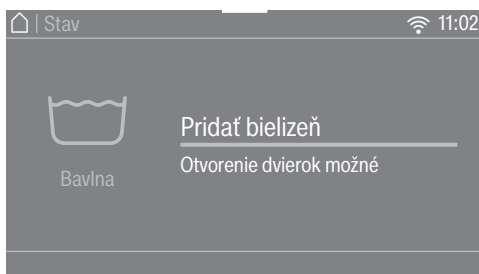 | Stav 11:02
Pridať bielizeň
Otvorenie dvierok možné
Bavlna